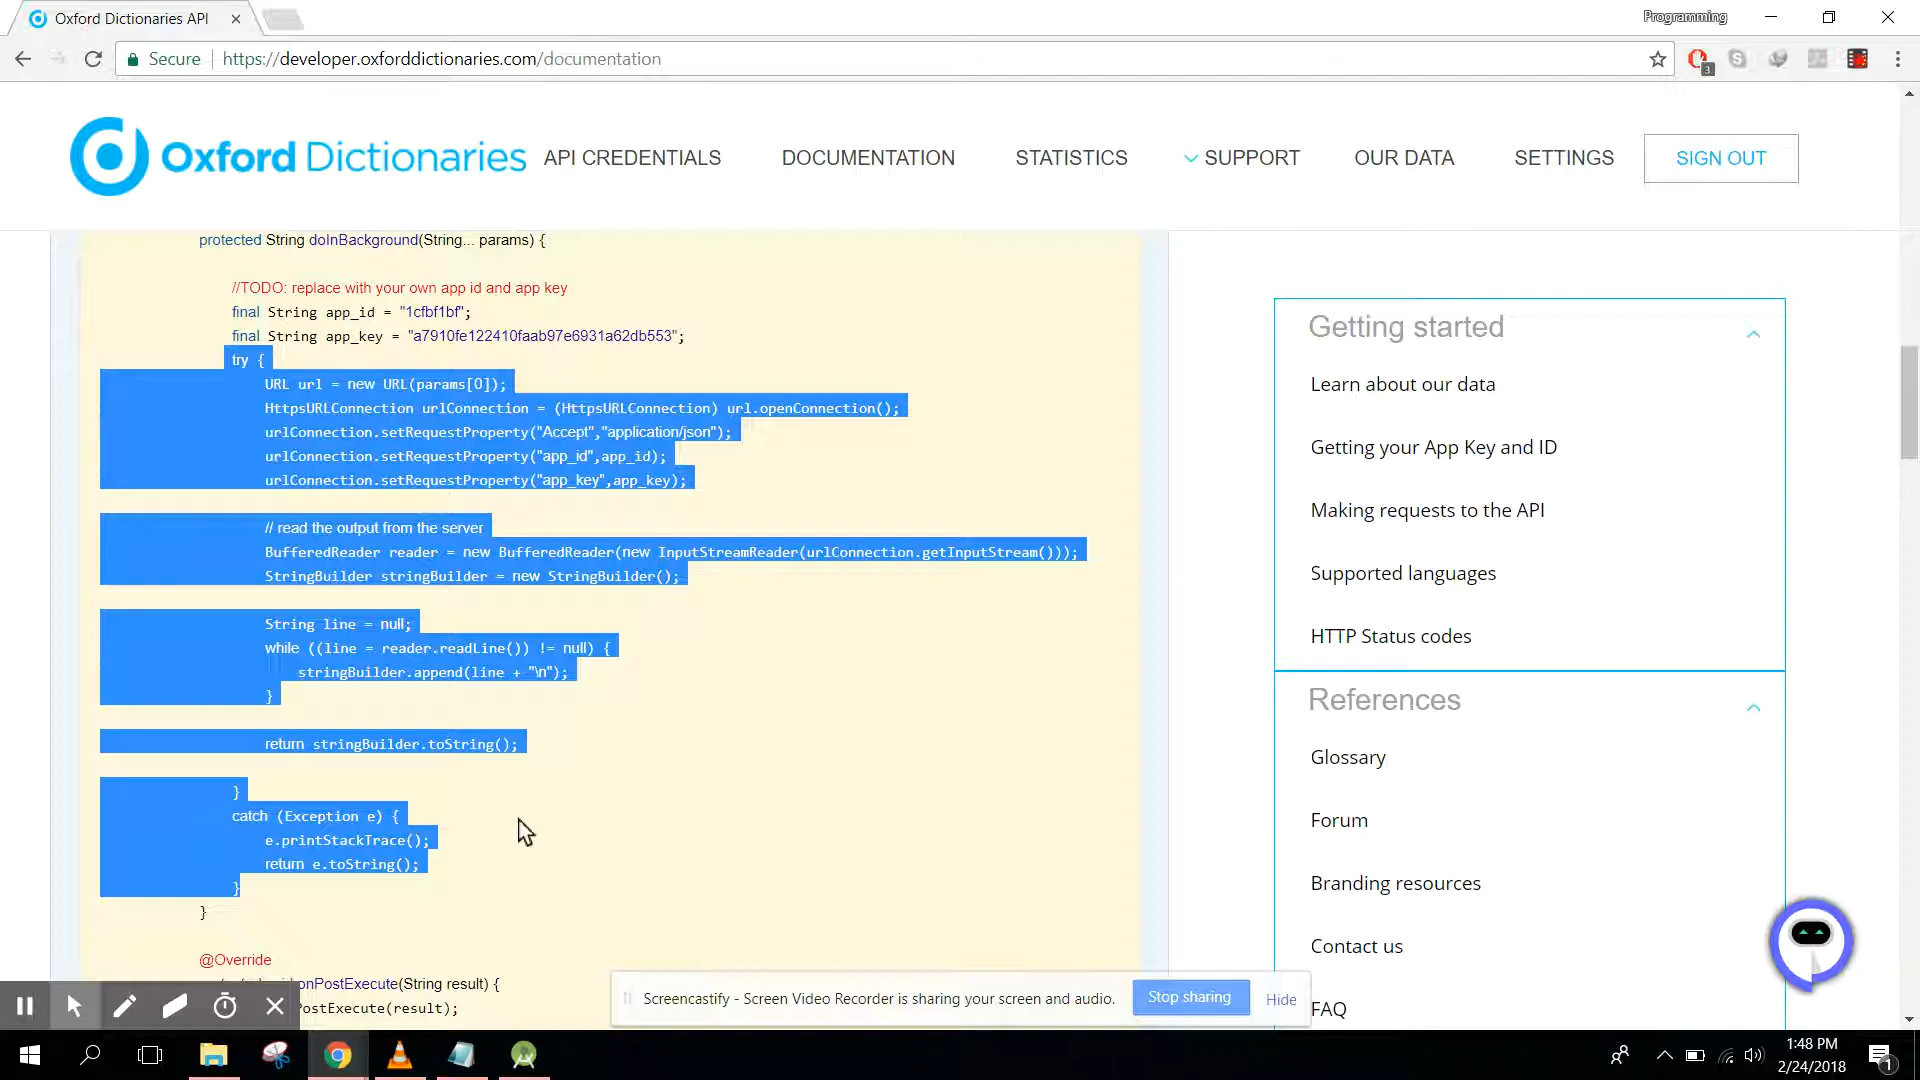 Oxford Dictionaries API
Programming
Secure
https://developer.oxforddictionaries.com/documentation
3
Oxford Dictionaries
API CREDENTIALS
DOCUMENTATION
STATISTICS
SUPPORT
OUR DATA
SETTINGS
SIGN OUT
protected String doInBackground(String... params) {
//TODO: replace with your own app id and app key
final String app_id = "1cfbf1bf";
final String app_key = "a7910fe122410faab97e6931a62db553";
try {
URL url = new URL(params[0]);
HttpsURLConnection urlConnection = (HttpsURLConnection) url.openConnection();
urlConnection.setRequestProperty("Accept","application/json");
urlConnection.setRequestProperty("app_id",app_id);
urlConnection.setRequestProperty("app_key",app_key);
// read the output from the server
BufferedReader reader = new BufferedReader(new InputStreamReader(urlConnection.getInputStream()));
StringBuilder stringBuilder = new StringBuilder();
String line = null;
while ((line = reader.readLine()) != null) {
stringBuilder.append(line + "\n");
}
return stringBuilder.toString();
}
catch (Exception e) {
e.printStackTrace();
return e.toString();
}
}
@Override
onPostExecute(String result) {
PostExecute(result);
Getting started
Learn about our data
Getting your App Key and ID
Making requests to the API
Supported languages
HTTP Status codes
References
Glossary
Forum
Branding resources
Contact us
FAQ
Screencastify - Screen Video Recorder is sharing your screen and audio.
Stop sharing
Hide
1:48 PM
2/24/2018
1